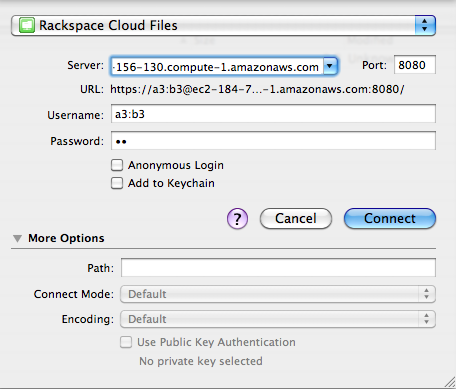 Rackspace Cloud Files
Server: -156-130.compute-1.amazonaws.com Port: 8080
URL: https://a3:b3@ec2-184-7...-1.amazonaws.com:8080/
Username: a3:b3
Password: ••
Anonymous Login
Add to Keychain
? Cancel Connect
More Options
Path:
Connect Mode: Default
Encoding: Default
Use Public Key Authentication
No private key selected